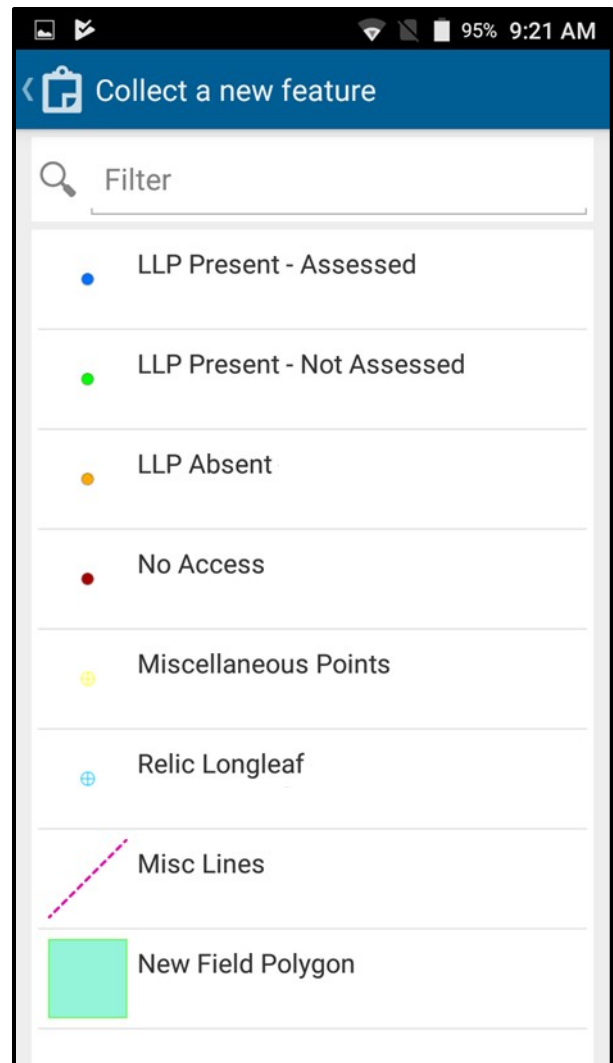 95% 9:21 AM
Collect a new feature
Filter
LLP Present - Assessed
LLP Present - Not Assessed
LLP Absent
No Access
Miscellaneous Points
Relic Longleaf
Misc Lines
New Field Polygon